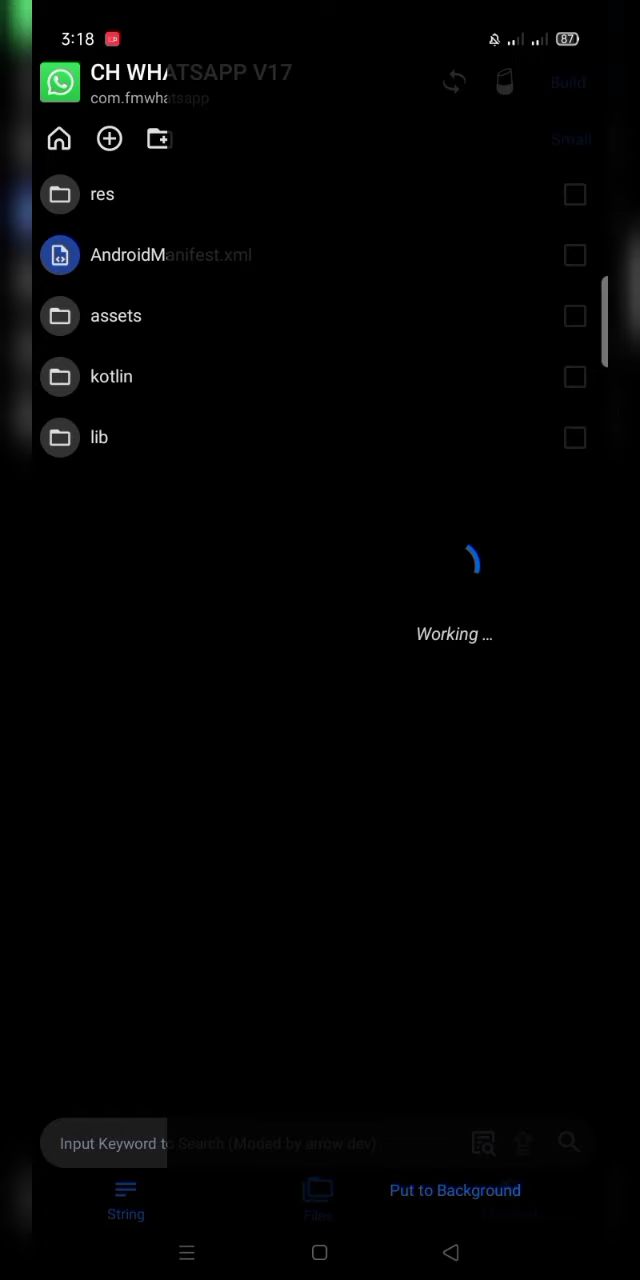 3:18
87
CH WHATSAPP V17
com.fmwhatsapp
Build
Small
res
AndroidManifest.xml
assets
kotlin
lib
Working ...
Input Keyword to Search (Moded by arrow dev)
Put to Background
String
Files